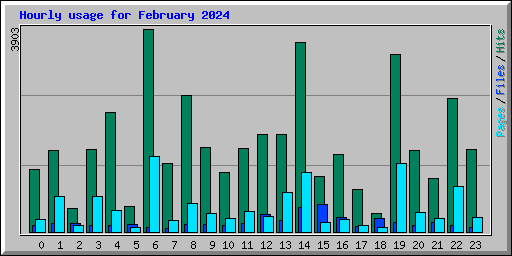 Hourly usage for February 2024
3903
Pages / Files / Hits
0 1 2 3 4 5 6 7 8 9 10 11 12 13 14 15 16 17 18 19 20 21 22 23